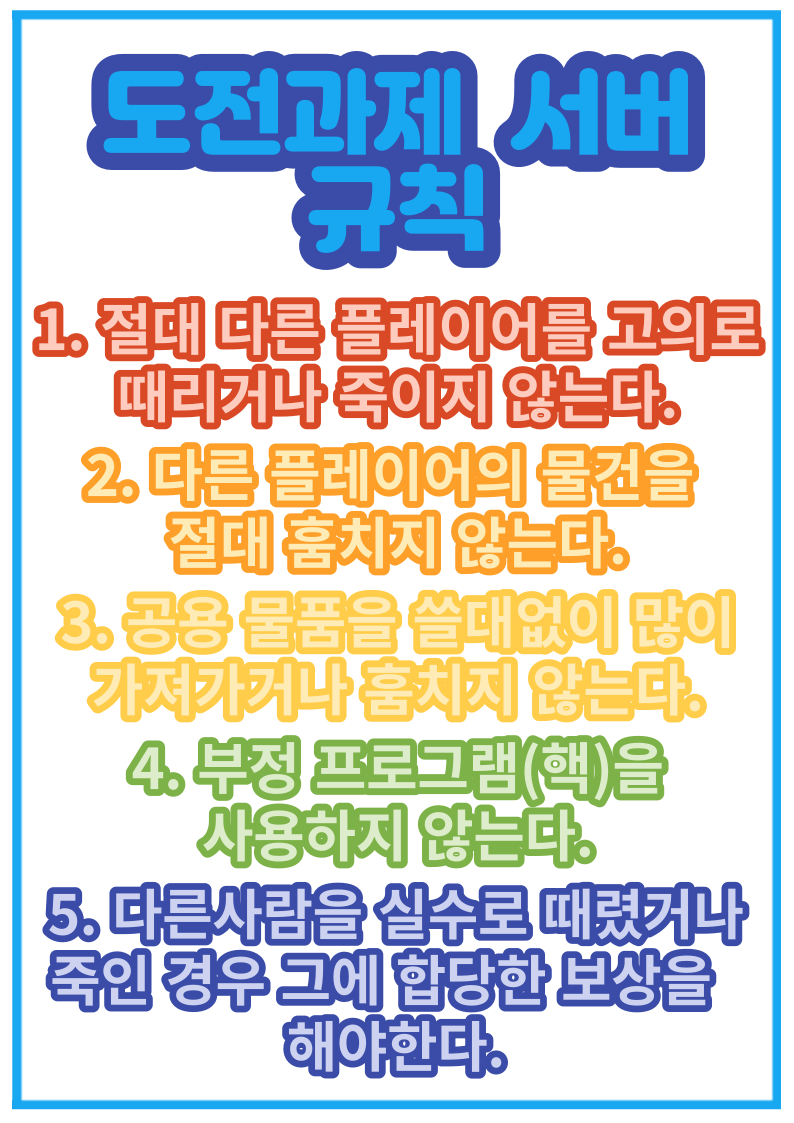 도전과제 서버
규칙
1. 절대 다른 플레이어를 고의로
때리거나 죽이지 않는다.
2. 다른 플레이어의 물건을
절대 훔치지 않는다.
3. 공용 물품을 쓸대없이 많이
가져가거나 훔치지 않는다.
4. 부정 프로그램(핵)을
사용하지 않는다.
5. 다른사람을 실수로 때렸거나
죽인 경우 그에 합당한 보상을
해야한다.